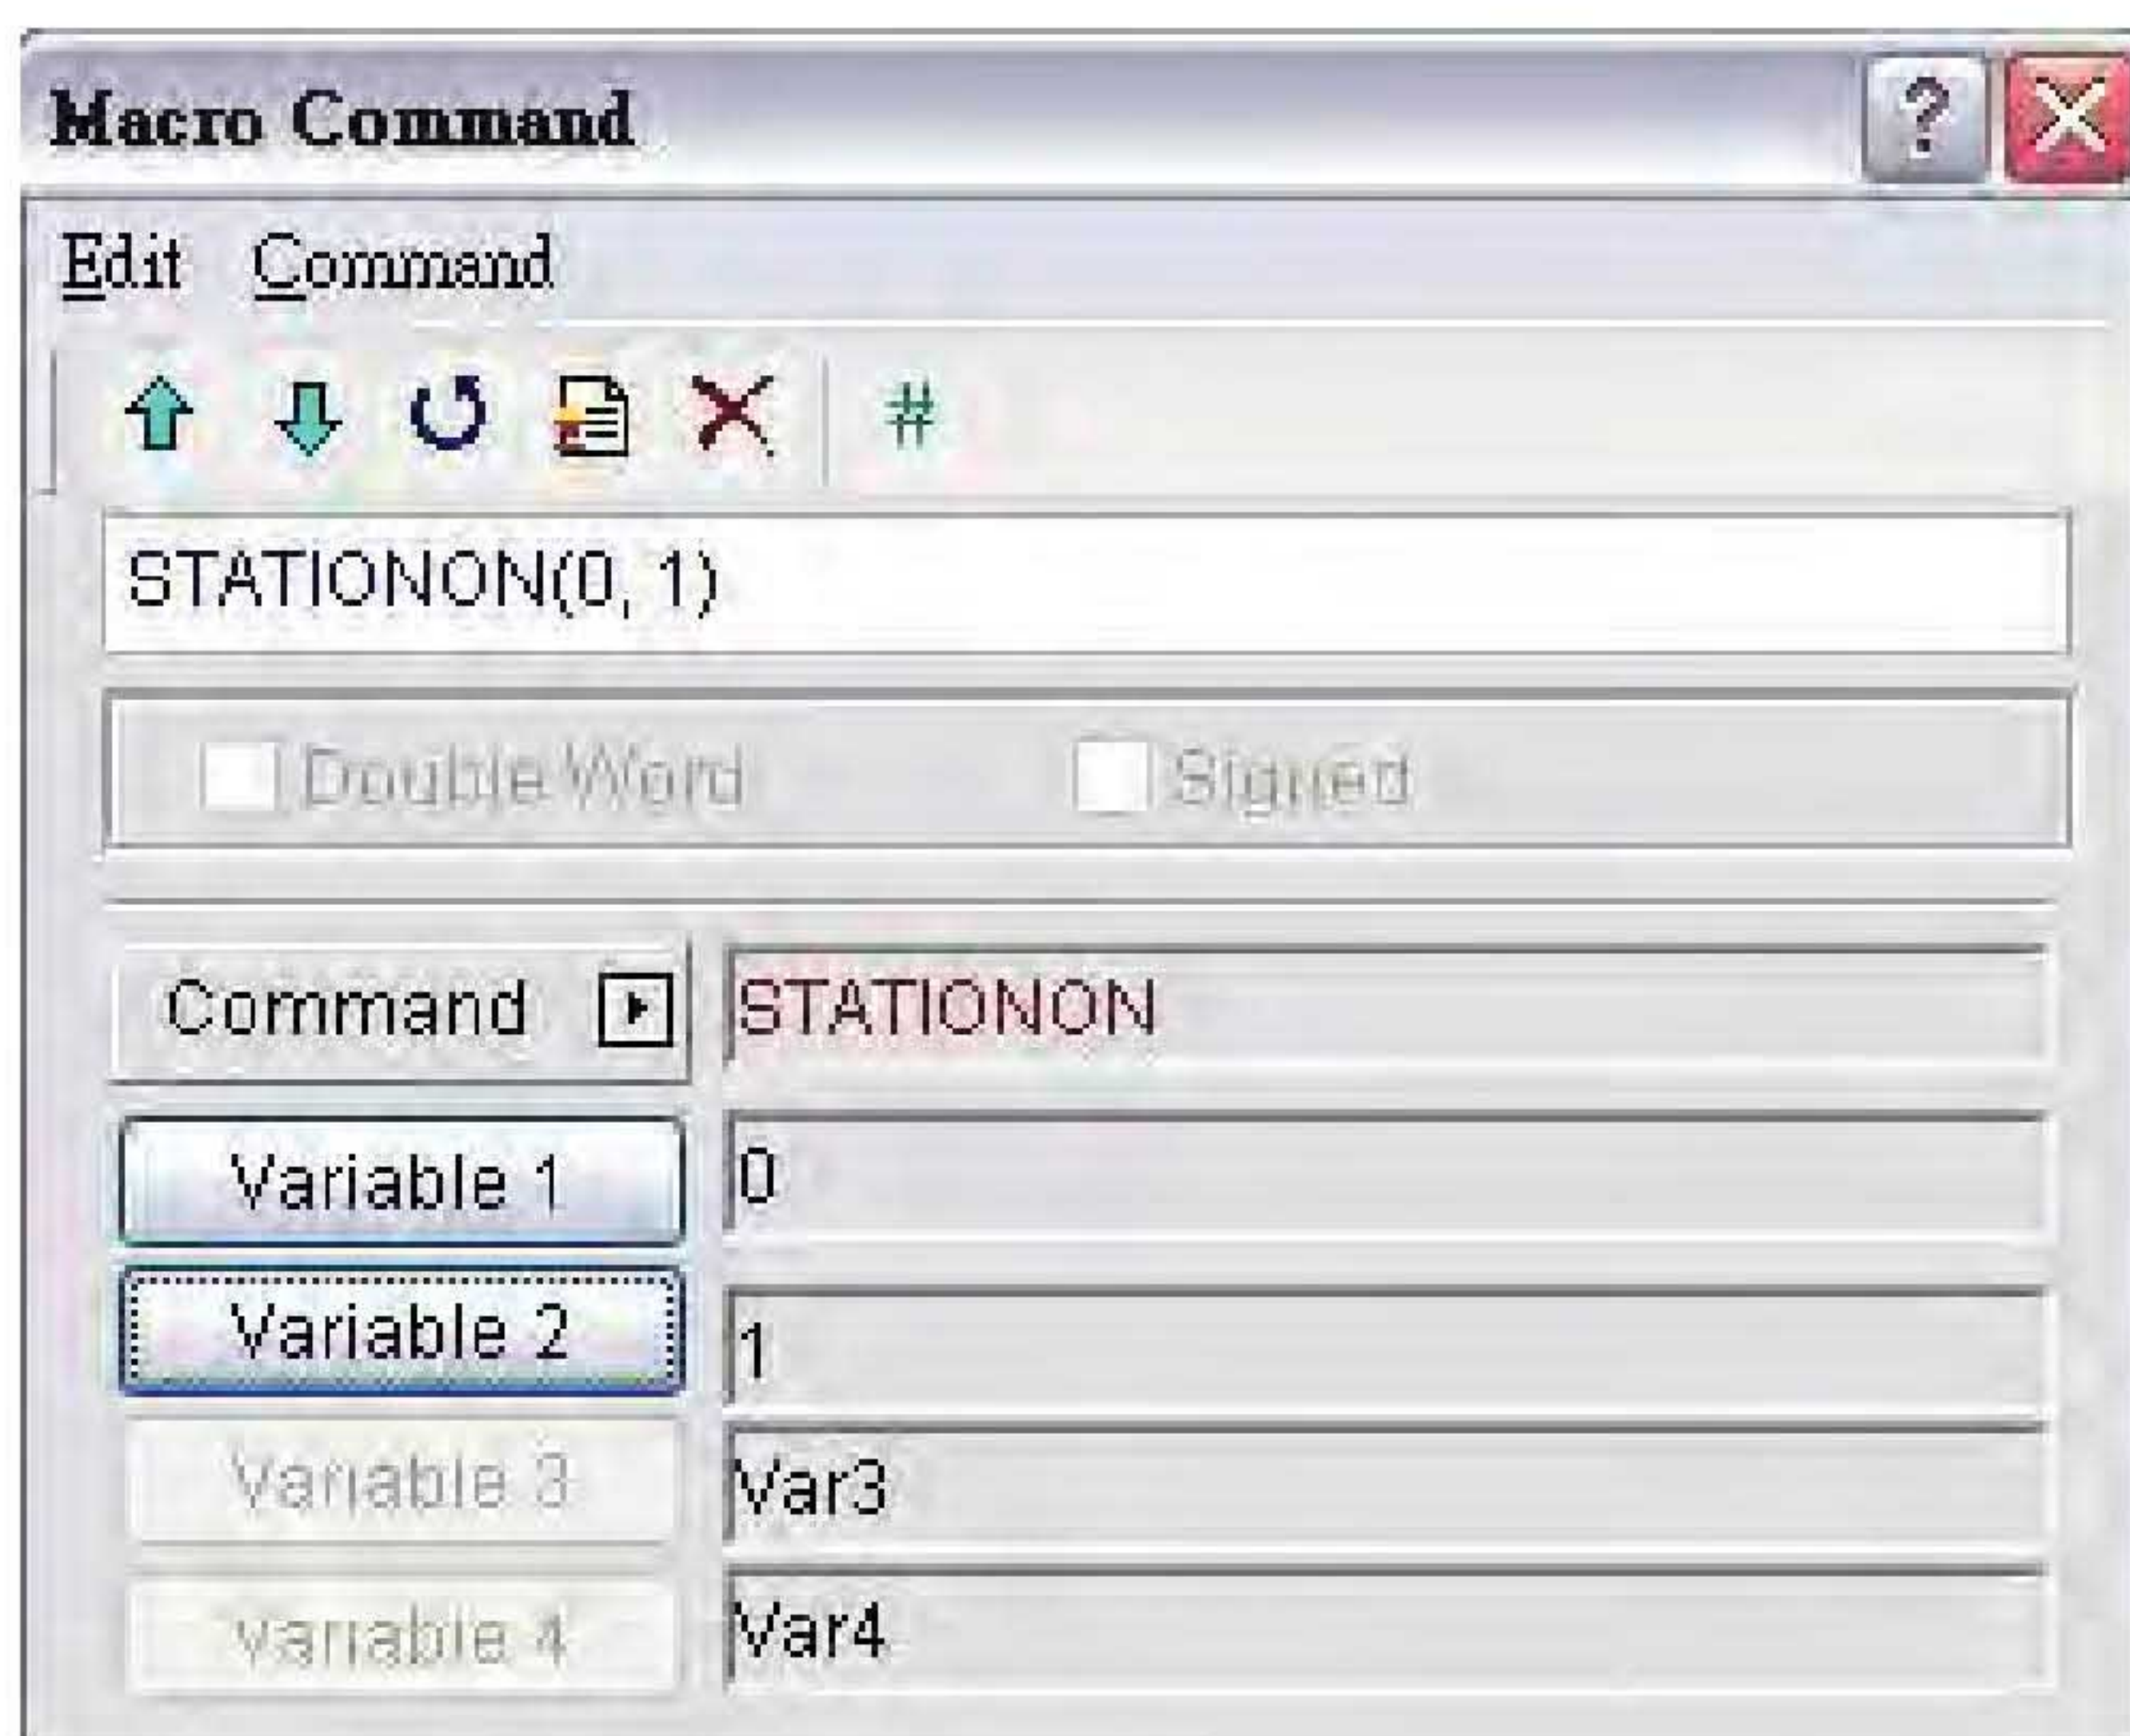 Macro Command
?
Edit Command
#
STATIONON(0, 1)
Double Word Signed
Command STATIONON
Variable 1 0
Variable 2 1
Variable 3 Var3
variable 4 Var4